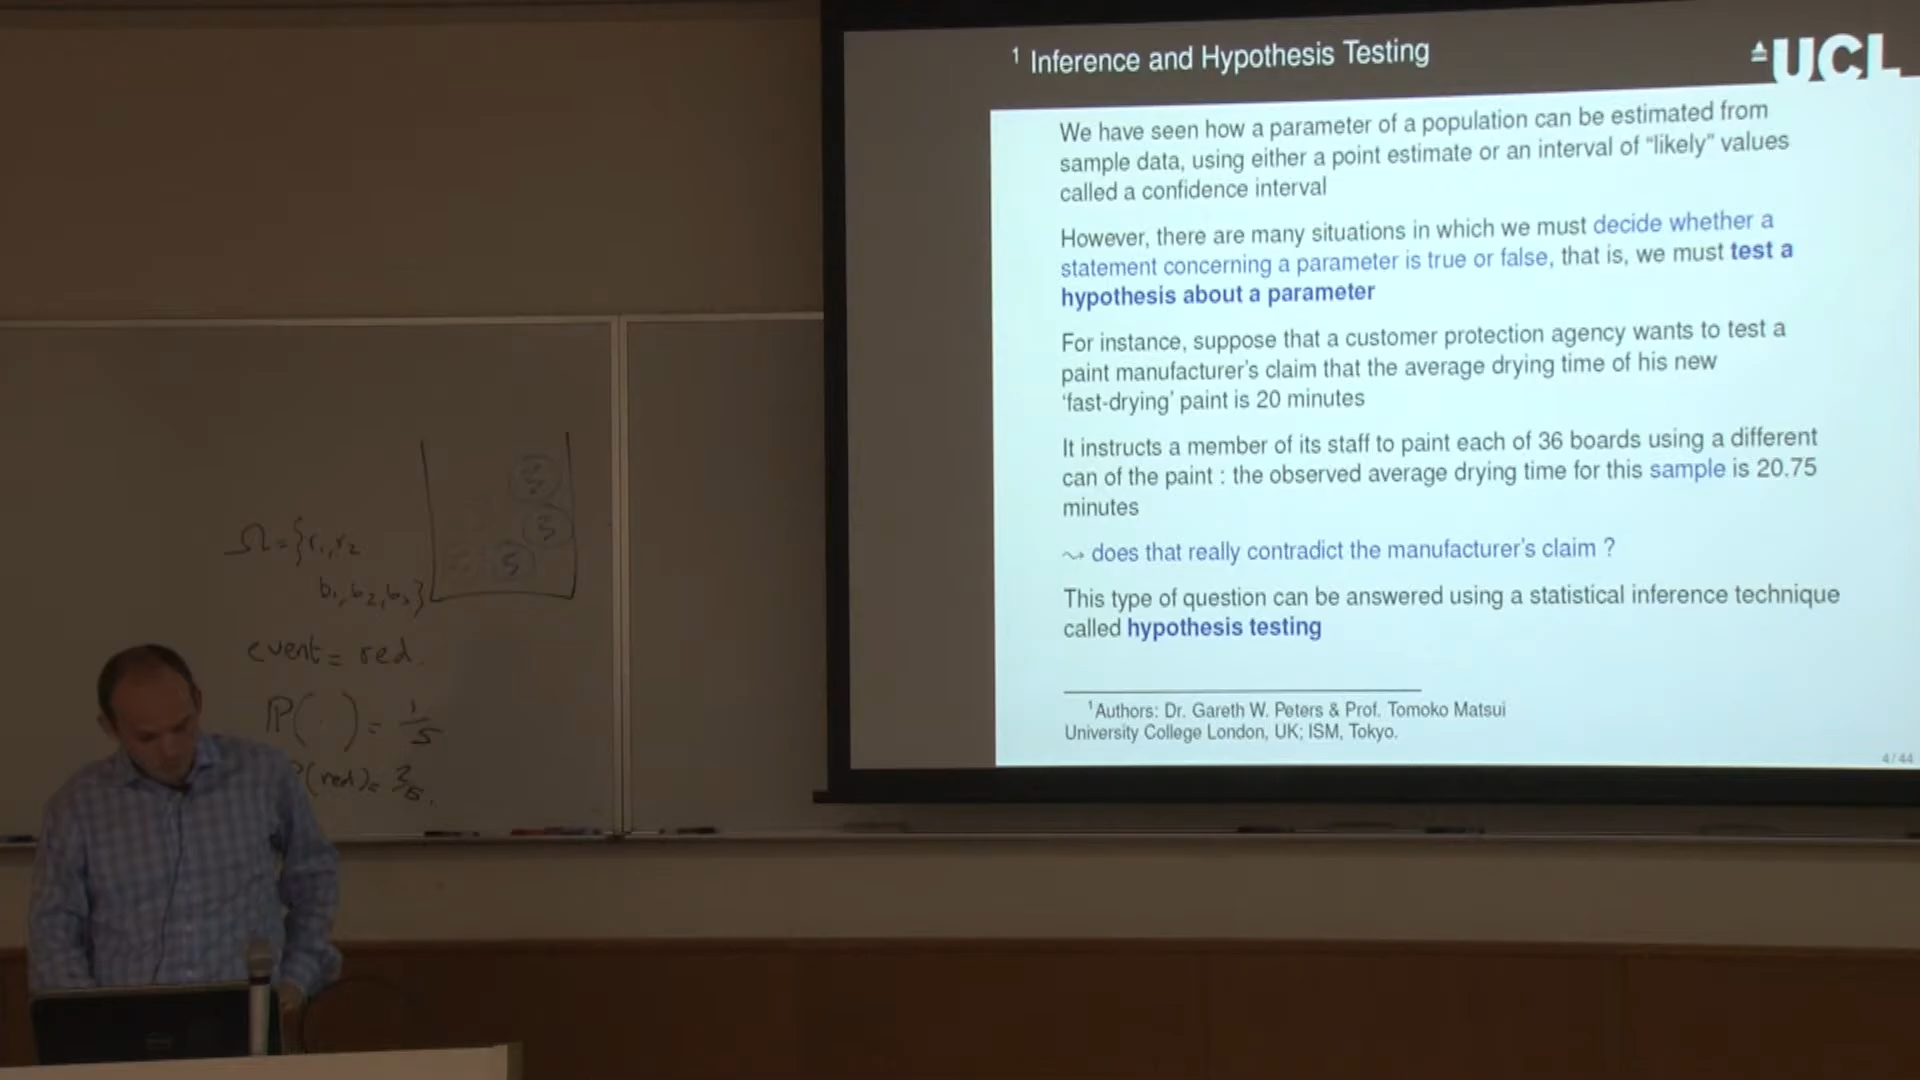 ¹ Inference and Hypothesis Testing
UCL
We have seen how a parameter of a population can be estimated from
sample data, using either a point estimate or an interval of “likely” values
called a confidence interval
However, there are many situations in which we must decide whether a
statement concerning a parameter is true or false, that is, we must test a
hypothesis about a parameter
For instance, suppose that a customer protection agency wants to test a
paint manufacturer's claim that the average drying time of his new
‘fast-drying’ paint is 20 minutes
It instructs a member of its staff to paint each of 36 boards using a different
can of the paint : the observed average drying time for this sample is 20.75
minutes
⇝ does that really contradict the manufacturer's claim ?
This type of question can be answered using a statistical inference technique
called hypothesis testing
¹Authors: Dr. Gareth W. Peters & Prof. Tomoko Matsui
University College London, UK; ISM, Tokyo.
4/44
Ω={r₁,r₂
b₁,b₂,b₃}
event = red.
ℙ( · ) = 1/5
(red) = 2/5.